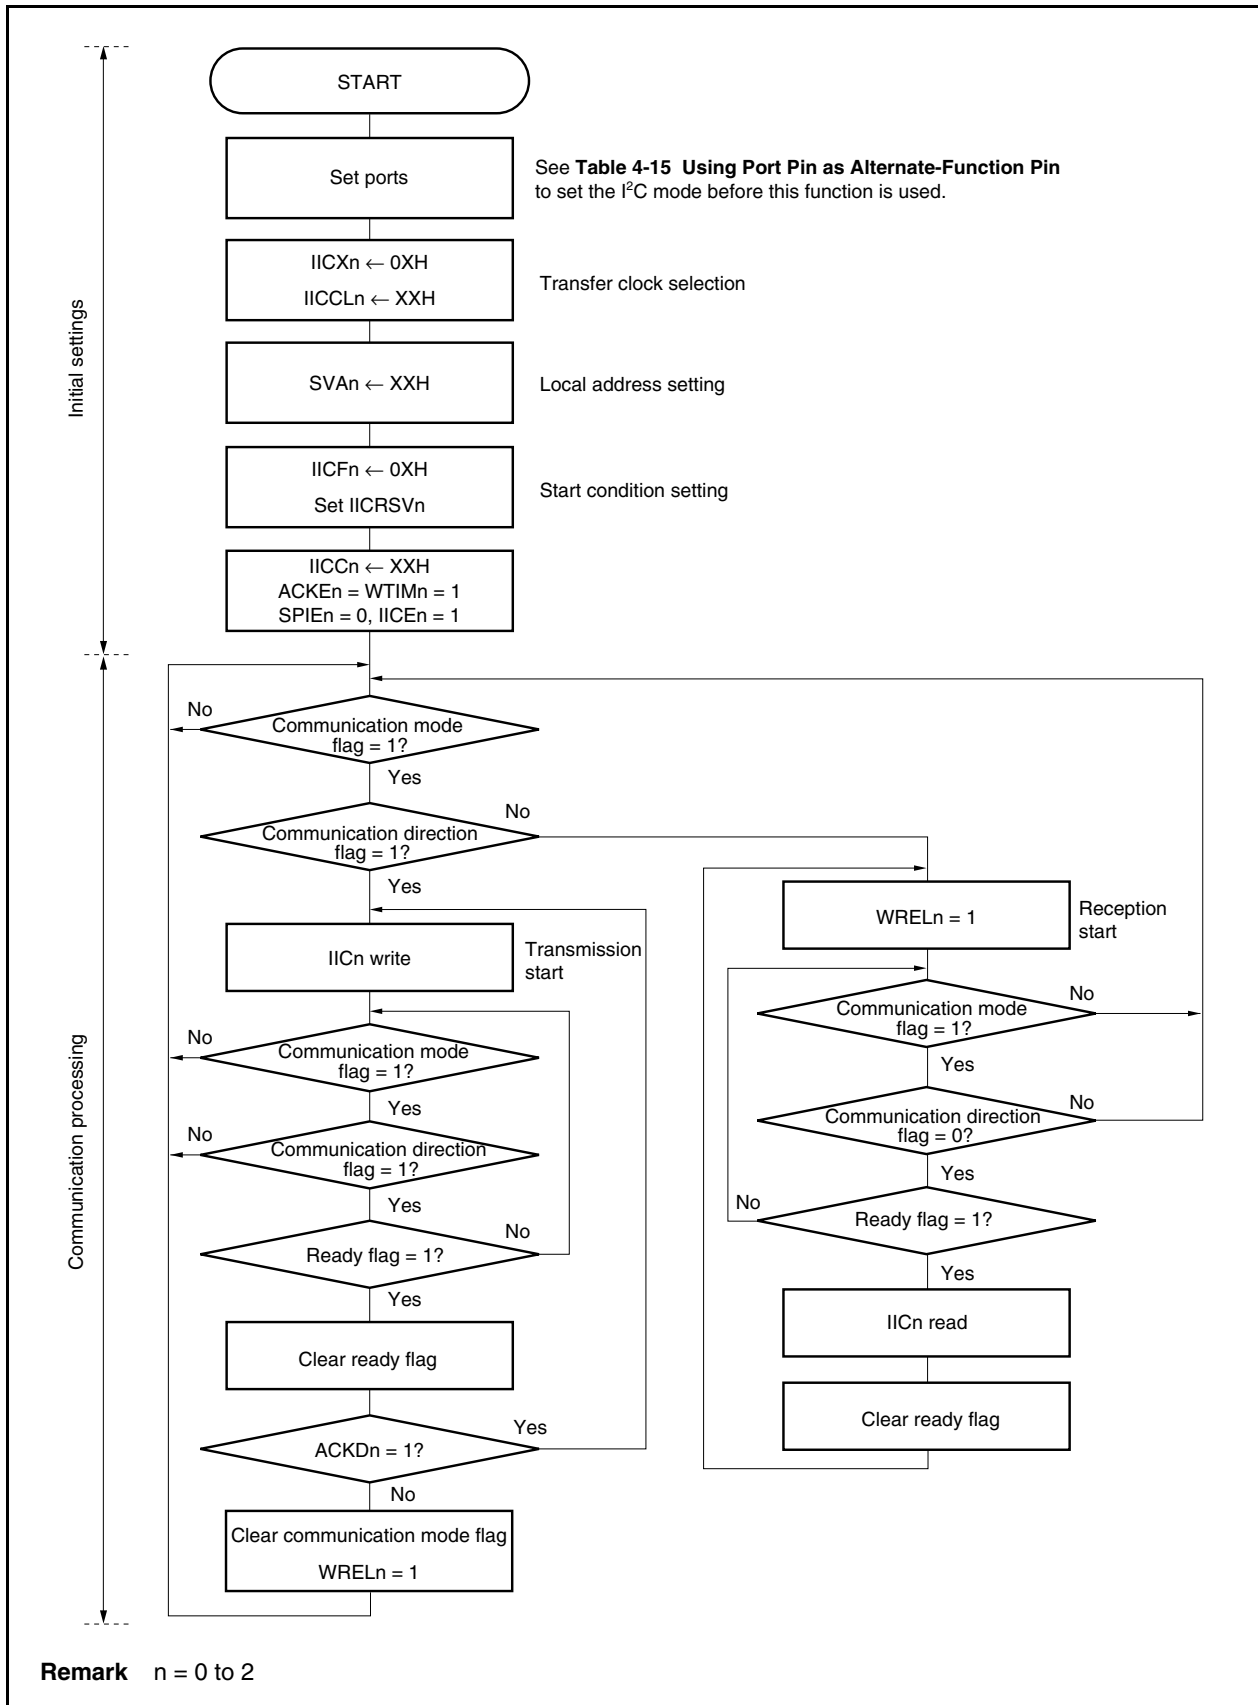 START
Set ports
See Table 4-15 Using Port Pin as Alternate-Function Pin
to set the I²C mode before this function is used.
IICXn ← 0XH
IICCLn ← XXH
Transfer clock selection
SVAn ← XXH
Local address setting
IICFn ← 0XH
Set IICRSVn
Start condition setting
IICCn ← XXH
ACKEn = WTIMn = 1
SPIEn = 0, IICEn = 1
Initial settings
No
Communication mode
flag = 1?
Yes
No
Communication direction
flag = 1?
Yes
IICn write
Transmission
start
No
Communication mode
flag = 1?
Yes
No
Communication direction
flag = 1?
Yes
Ready flag = 1?
No
Yes
Clear ready flag
ACKDn = 1?
Yes
No
Clear communication mode flag
WRELn = 1
WRELn = 1
Reception
start
Communication mode
flag = 1?
No
Yes
Communication direction
flag = 0?
No
Yes
No
Ready flag = 1?
Yes
IICn read
Clear ready flag
Communication processing
Remark n = 0 to 2